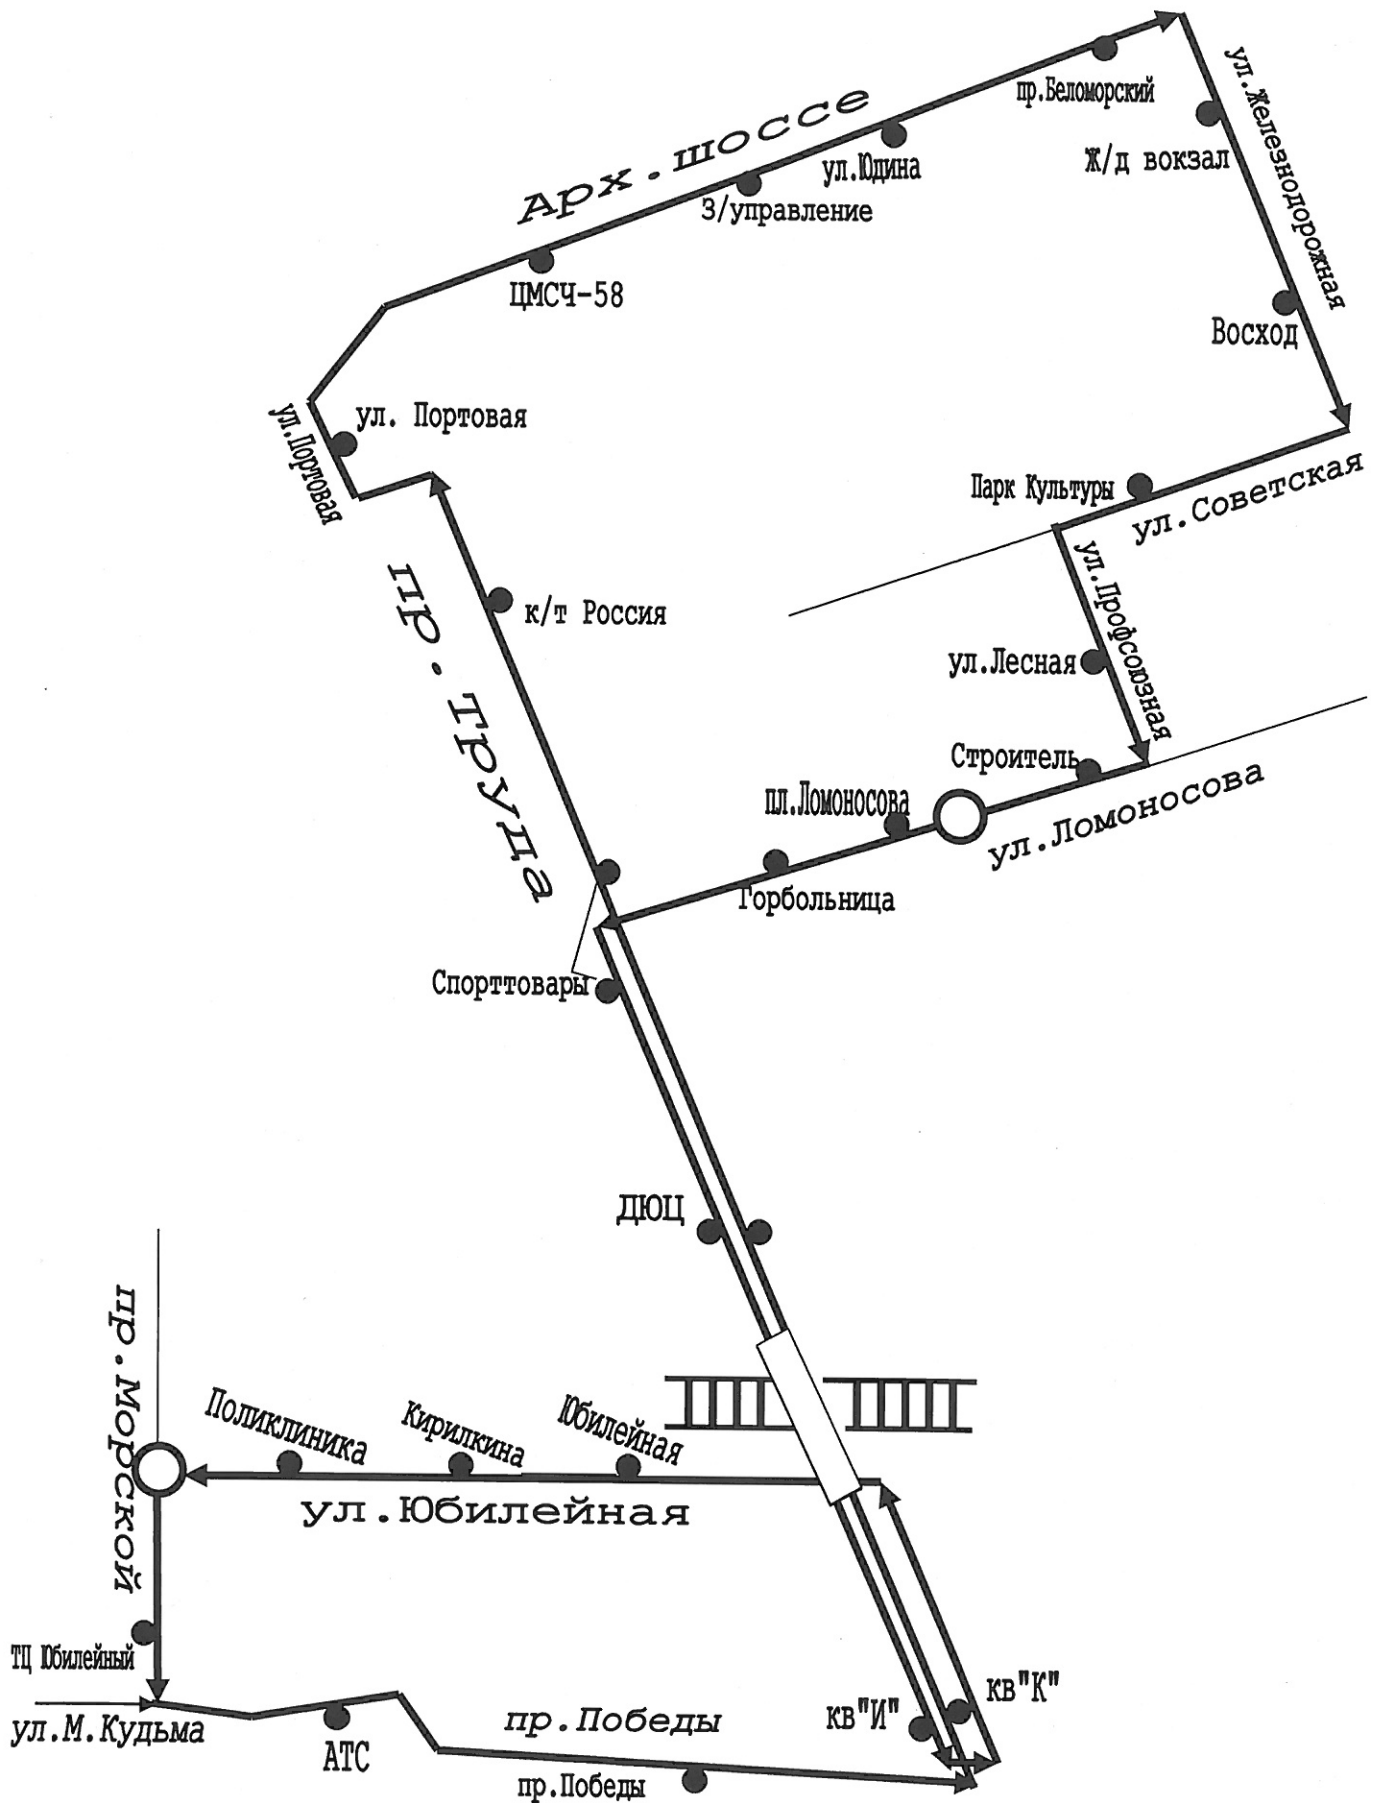 пр.Беломорский
ул.Железнодорожная
Арх.шоссе
Ж/д вокзал
ул.Юдина
З/управление
ЦМСЧ-58
Восход
ул. Портовая
ул.Портовая
Парк Культуры
ул.Советская
ул.Профсоюзная
к/т Россия
пр.Труда
ул.Лесная
Строитель
пл.Ломоносова
ул.Ломоносова
Горбольница
Спорттовары
ДЮЦ
пр.Морской
Поликлиника
Кирилкина
Юбилейная
ул.Юбилейная
ТЦ Юбилейный
кв"К"
кв"И"
ул.М.Кудьма
пр.Победы
АТС
пр.Победы